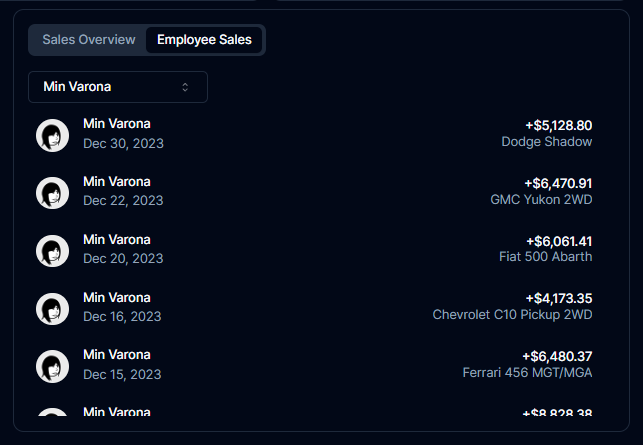 Sales Overview Employee Sales
Min Varona
Min Varona +$5,128.80
Dec 30, 2023 Dodge Shadow
Min Varona +$6,470.91
Dec 22, 2023 GMC Yukon 2WD
Min Varona +$6,061.41
Dec 20, 2023 Fiat 500 Abarth
Min Varona +$4,173.35
Dec 16, 2023 Chevrolet C10 Pickup 2WD
Min Varona +$6,480.37
Dec 15, 2023 Ferrari 456 MGT/MGA
Min Varona +$8,828.38